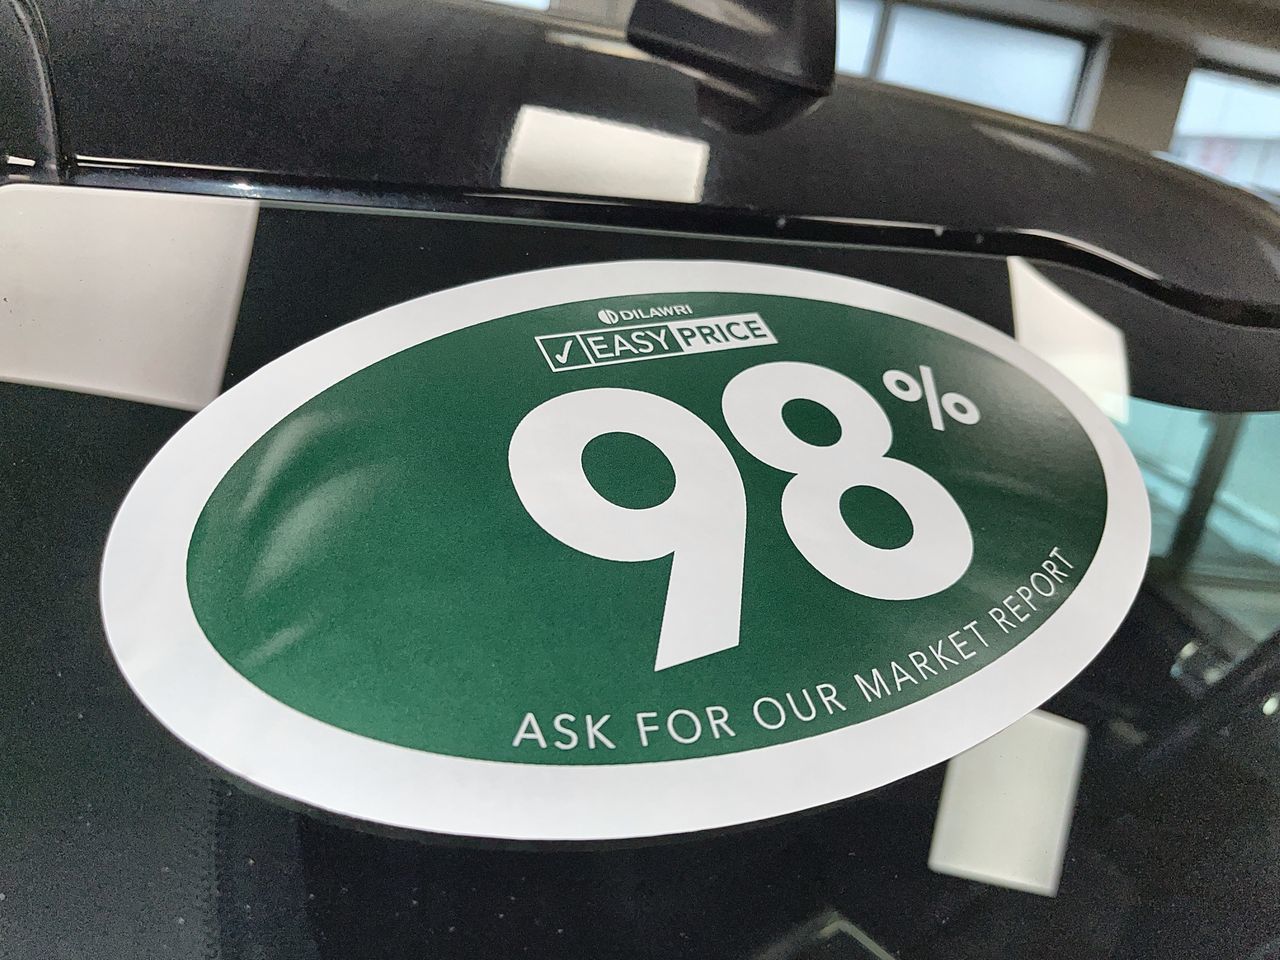 DILAWRI
✓ EASY PRICE
98%
ASK FOR OUR MARKET REPORT